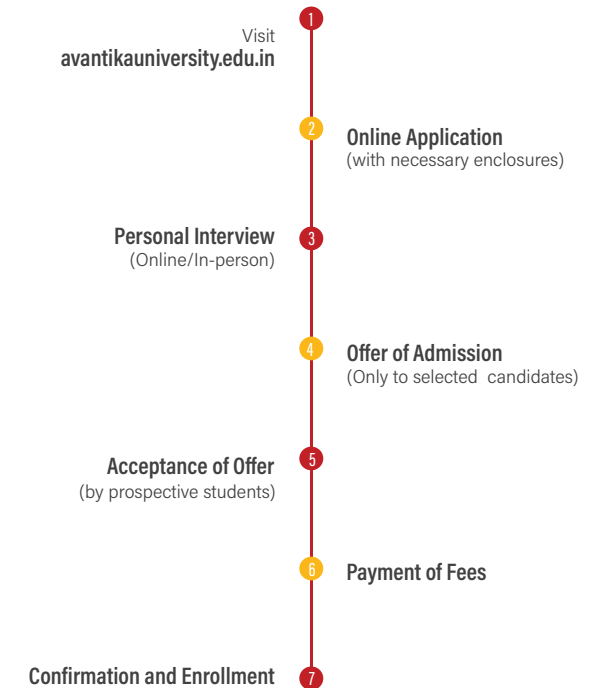 1
Visit
avantikauniversity.edu.in
2
Online Application
(with necessary enclosures)
Personal Interview
3
(Online/In-person)
4
Offer of Admission
(Only to selected candidates)
5
Acceptance of Offer
(by prospective students)
6
Payment of Fees
Confirmation and Enrollment
7